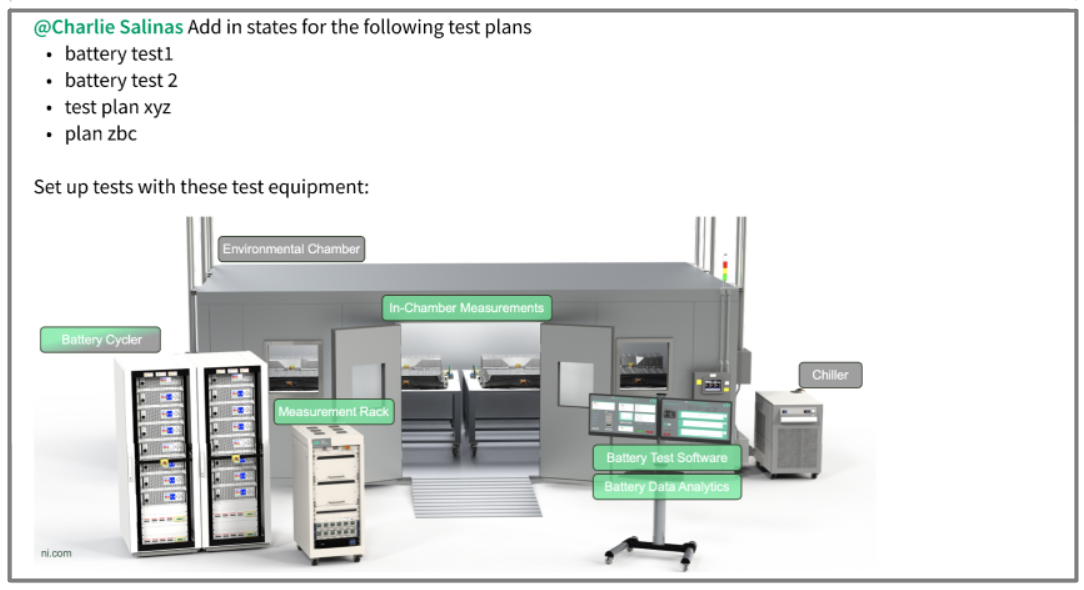 @Charlie Salinas Add in states for the following test plans
• battery test1
• battery test 2
• test plan xyz
• plan zbc
Set up tests with these test equipment:
Environmental Chamber
In-Chamber Measurements
Battery Cycler
Chiller
Measurement Rack
Battery Test Software
Battery Data Analytics
ni.com